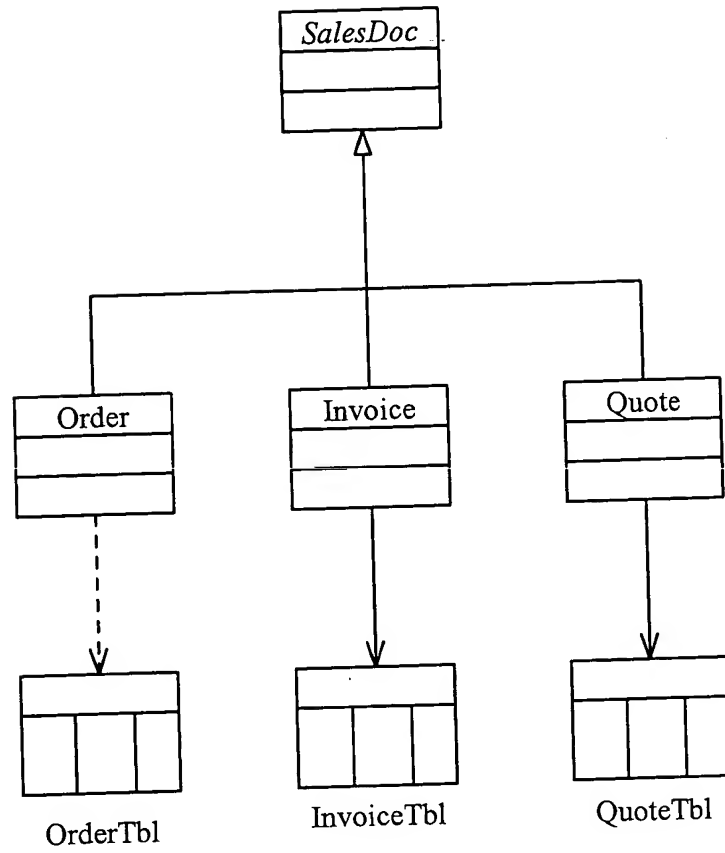 SalesDoc
Order
Invoice
Quote
OrderTbl
InvoiceTbl
QuoteTbl